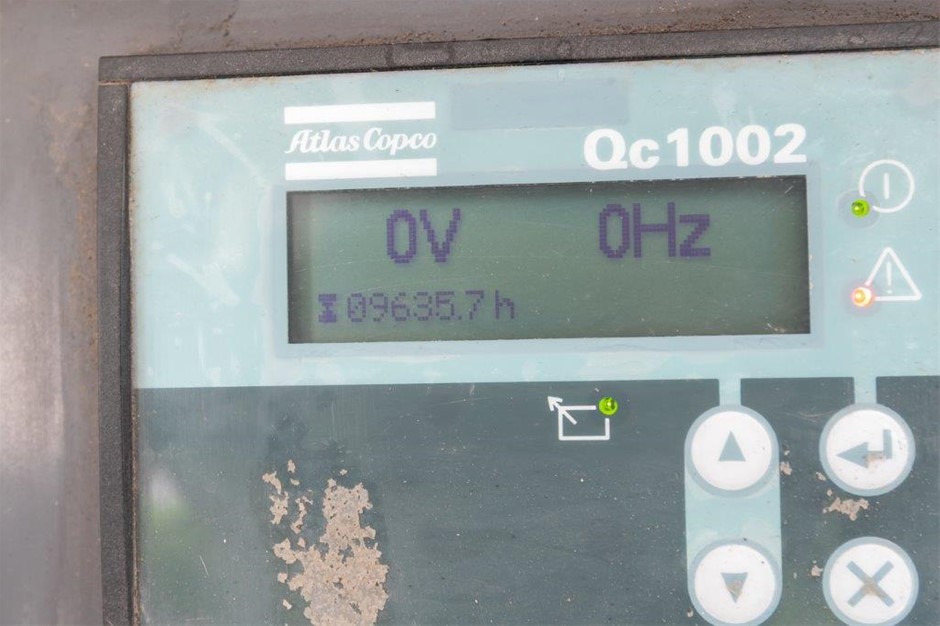 Atlas Copco
Qc1002
0V 0Hz
09635.7 h